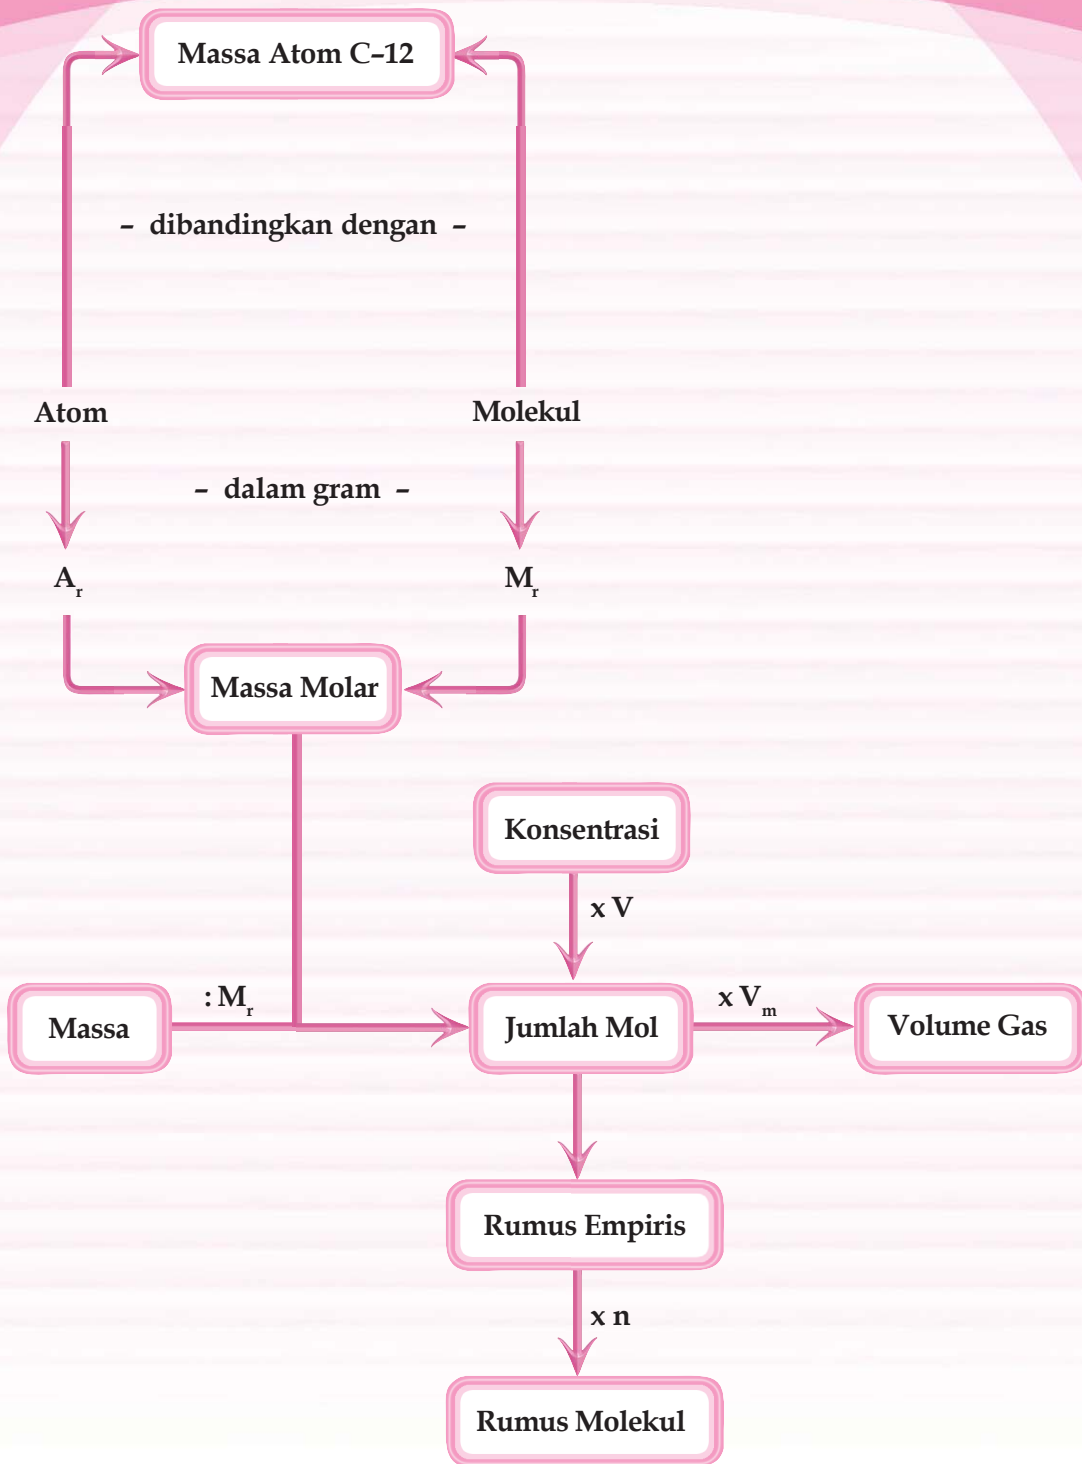 Massa Atom C–12
– dibandingkan dengan –
Atom
Molekul
– dalam gram –
Ar
Mr
Massa Molar
Konsentrasi
x V
Massa
: Mr
Jumlah Mol
x Vm
Volume Gas
Rumus Empiris
x n
Rumus Molekul